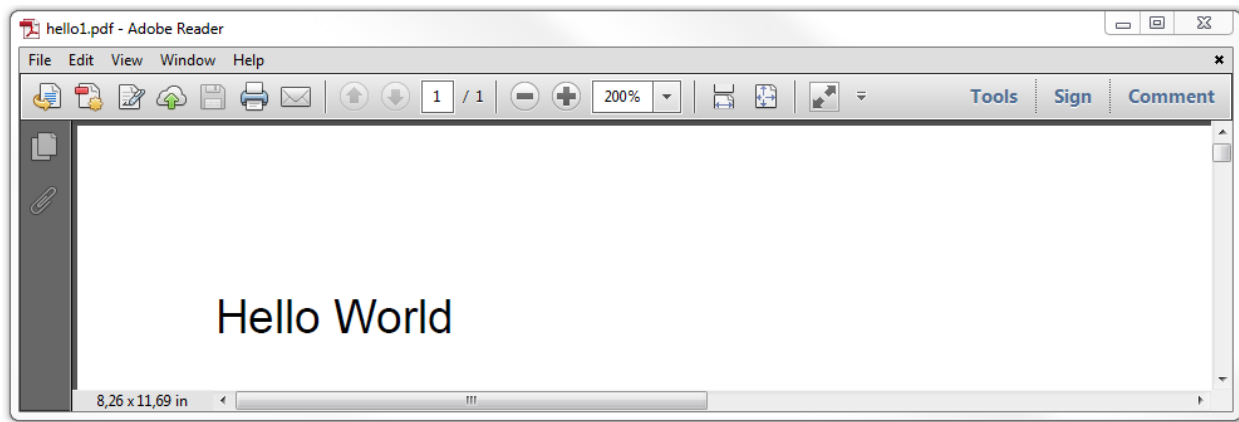 hello1.pdf - Adobe Reader
File Edit View Window Help
1 / 1 200% Tools Sign Comment
Hello World
8,26 x 11,69 in